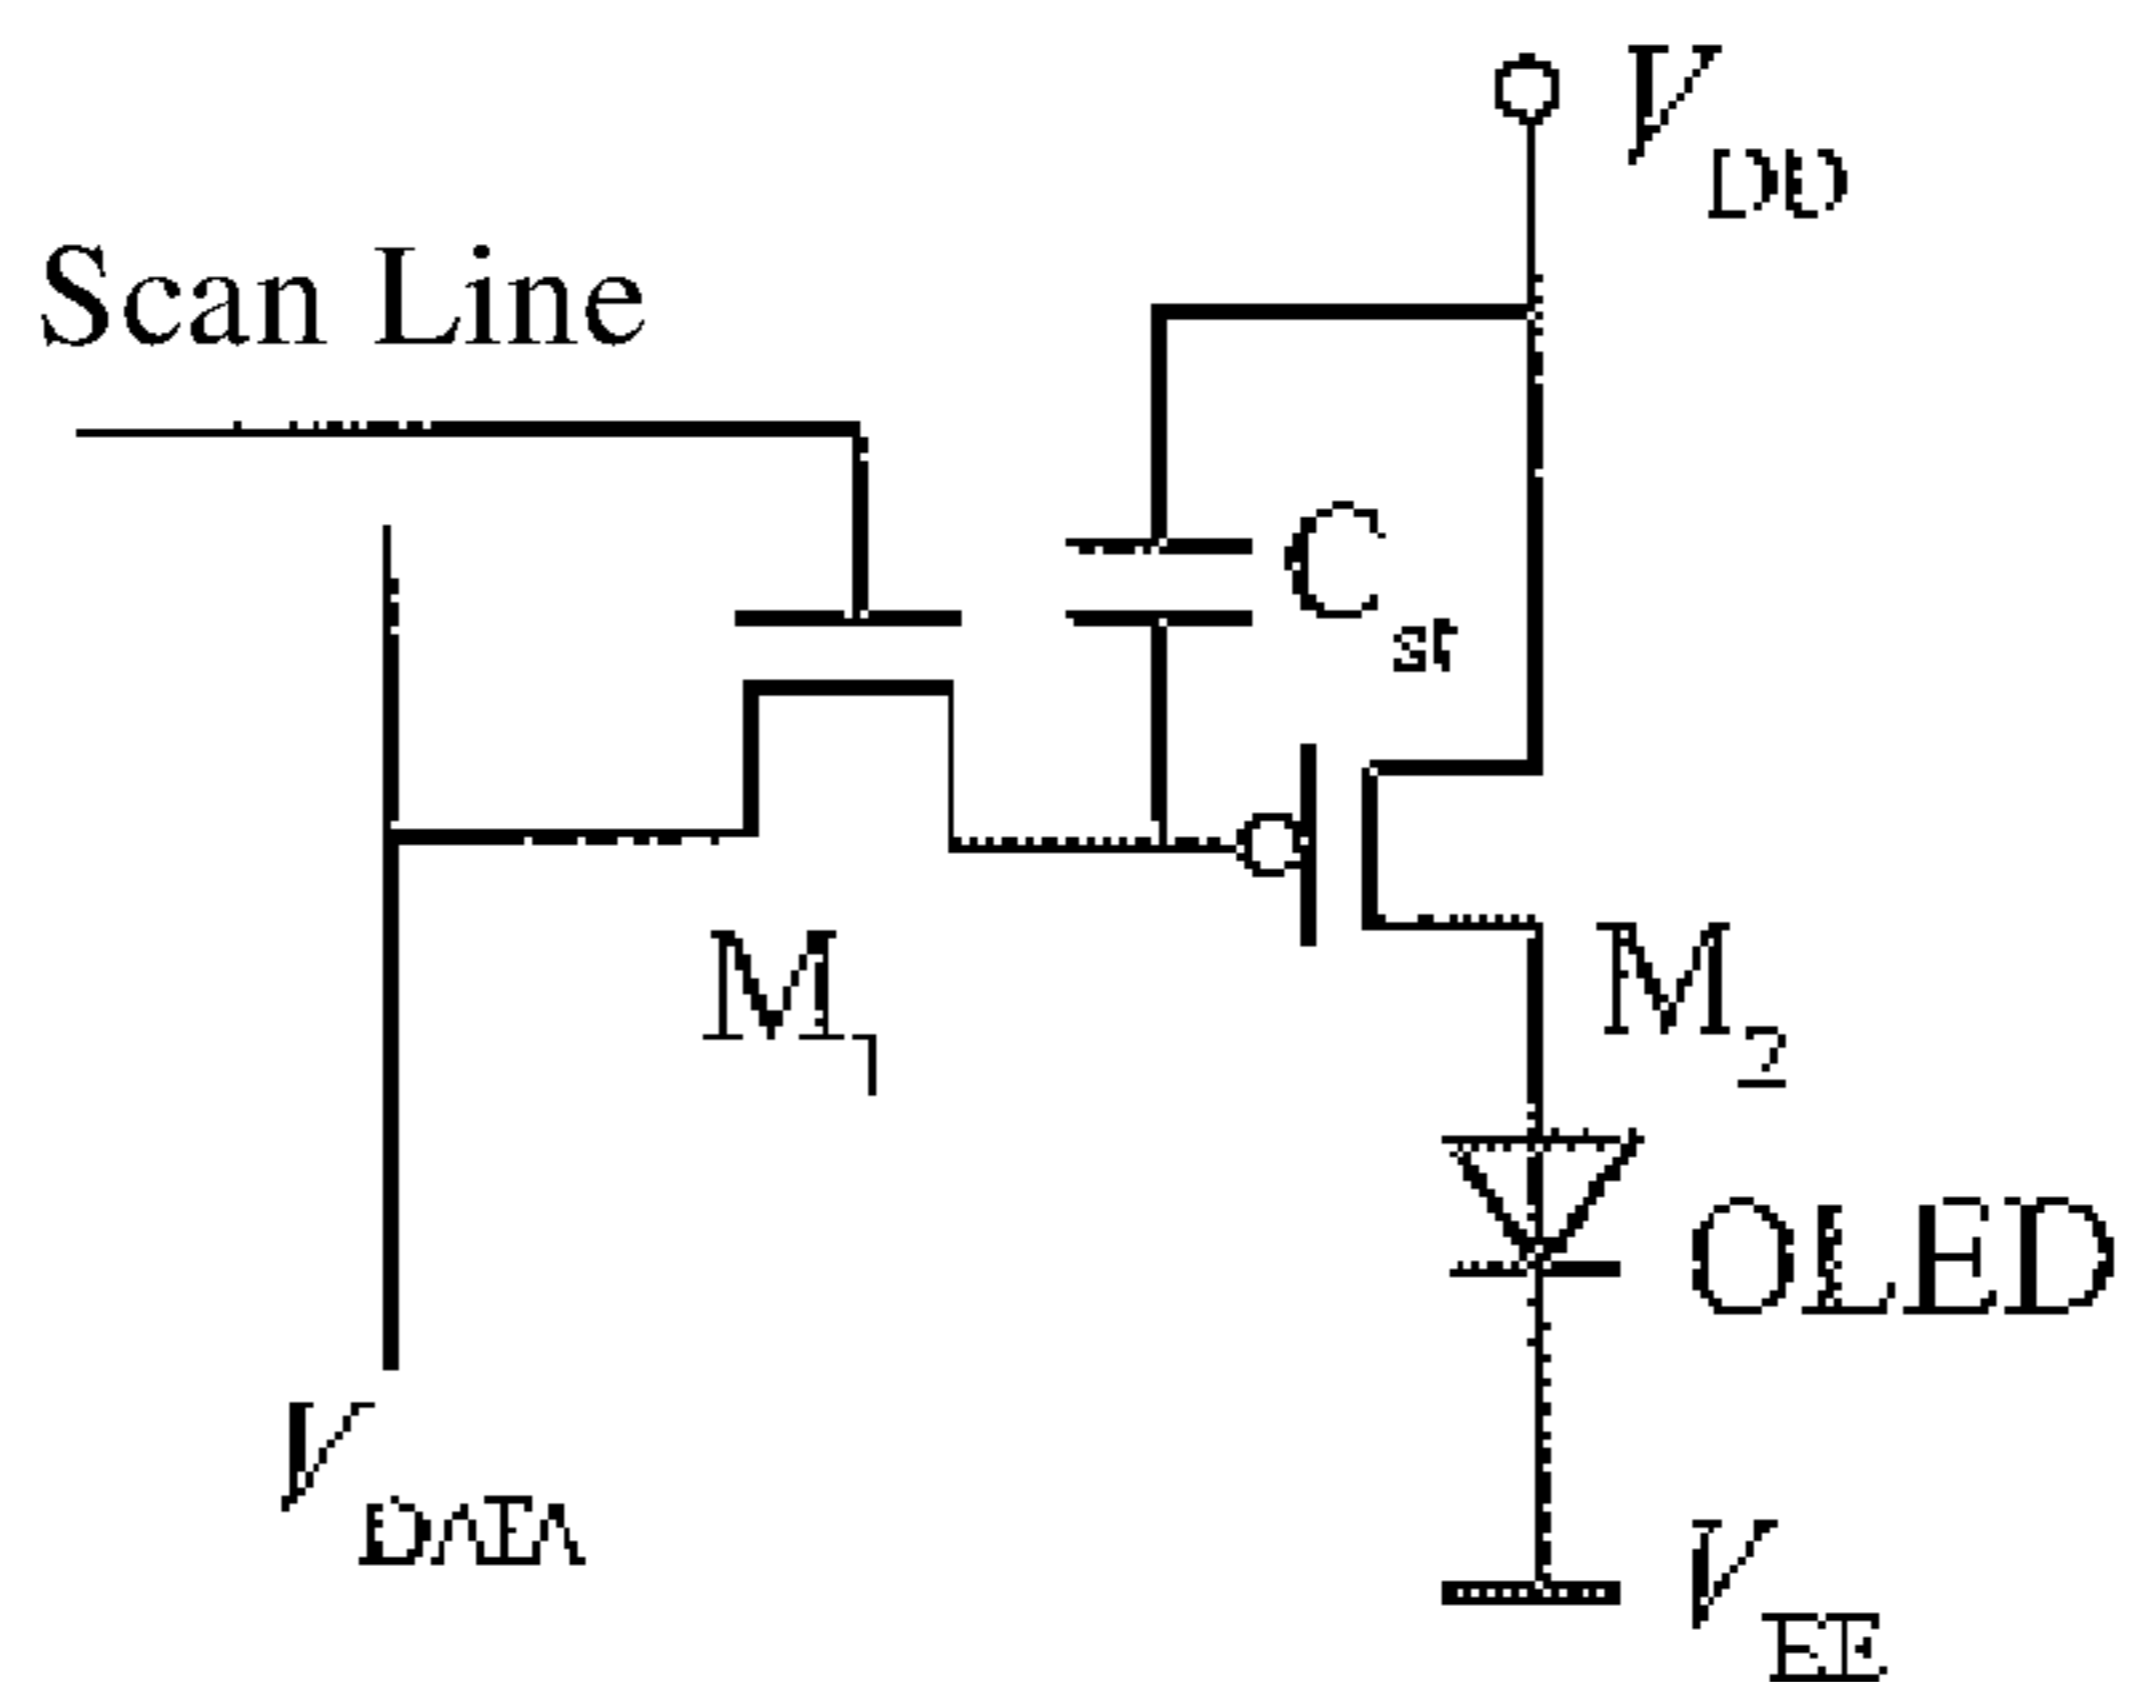 V_DD
Scan Line
C_st
M_1
M_2
OLED
V_DATA
V_EE